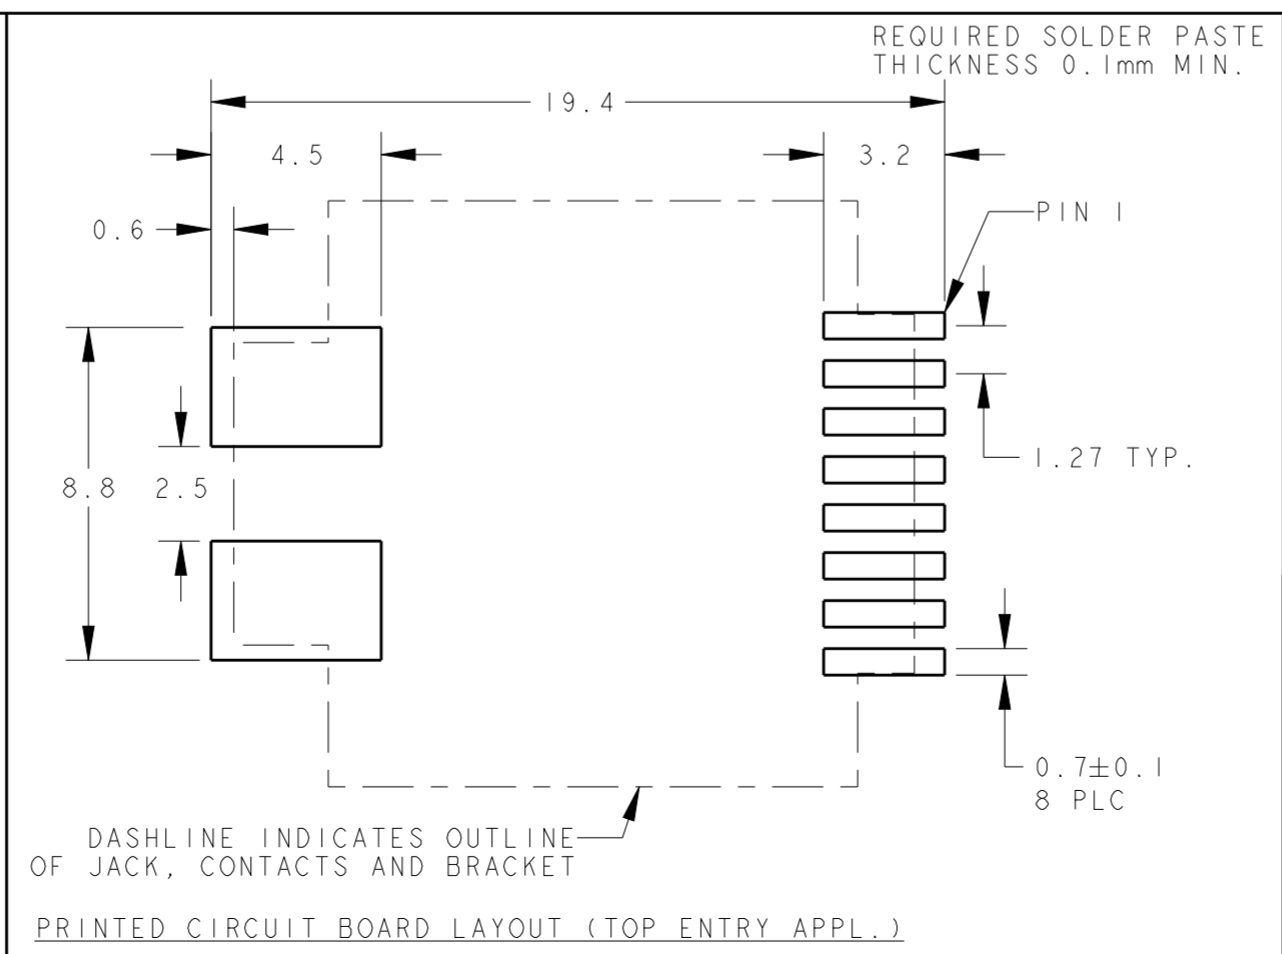 REQUIRED SOLDER PASTE
THICKNESS 0.1mm MIN.
19.4
4.5
3.2
0.6
PIN 1
1.27 TYP.
8.8
2.5
0.7±0.1
8 PLC
DASHLINE INDICATES OUTLINE
OF JACK, CONTACTS AND BRACKET
PRINTED CIRCUIT BOARD LAYOUT (TOP ENTRY APPL.)